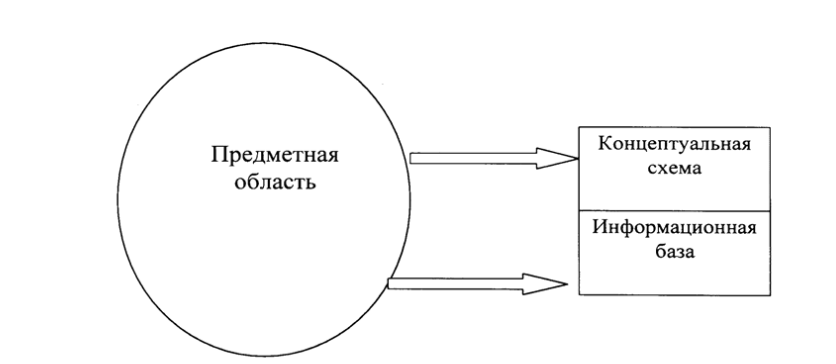 Предметная
область
Концептуальная
схема
Информационная
база